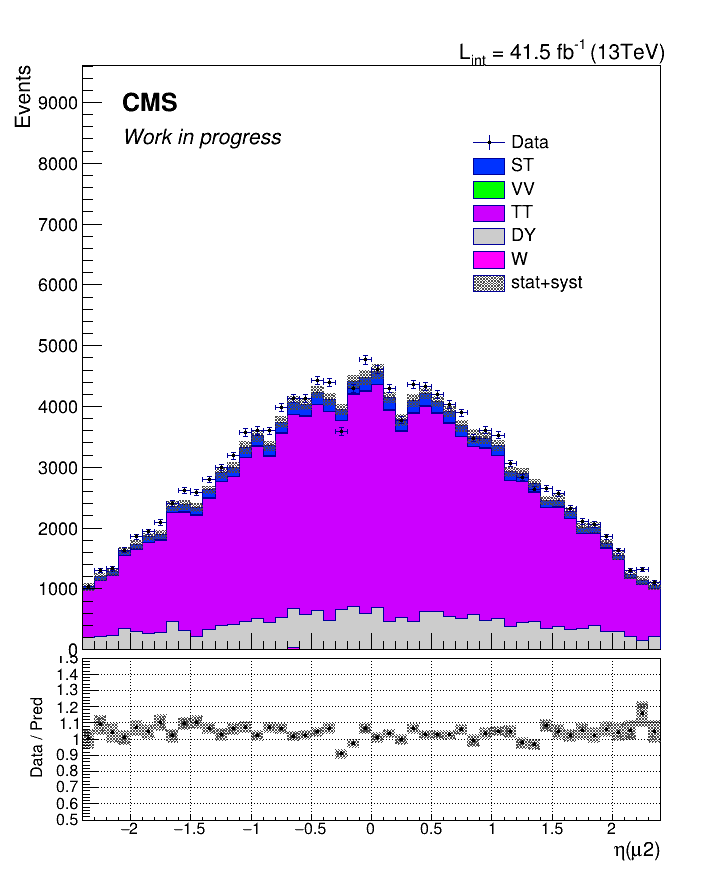 L_int = 41.5 fb^-1 (13TeV)
Events
CMS
Work in progress
9000
8000
7000
6000
5000
4000
3000
2000
1000
0
Data
ST
VV
TT
DY
W
stat+syst
Data / Pred
1.5
1.4
1.3
1.2
1.1
1
0.9
0.8
0.7
0.6
0.5
−2 −1.5 −1 −0.5 0 0.5 1 1.5 2
η(μ2)